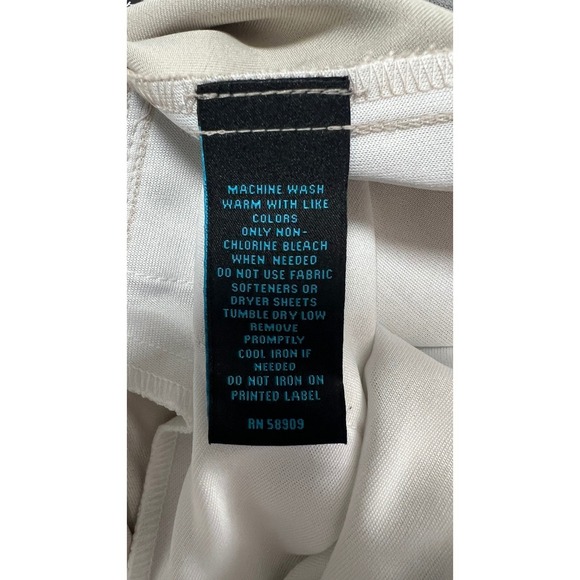 MACHINE WASH
WARM WITH LIKE
COLORS
ONLY NON-
CHLORINE BLEACH
WHEN NEEDED
DO NOT USE FABRIC
SOFTENERS OR
DRYER SHEETS
TUMBLE DRY LOW
REMOVE
PROMPTLY
COOL IRON IF
NEEDED
DO NOT IRON ON
PRINTED LABEL
RN 58909